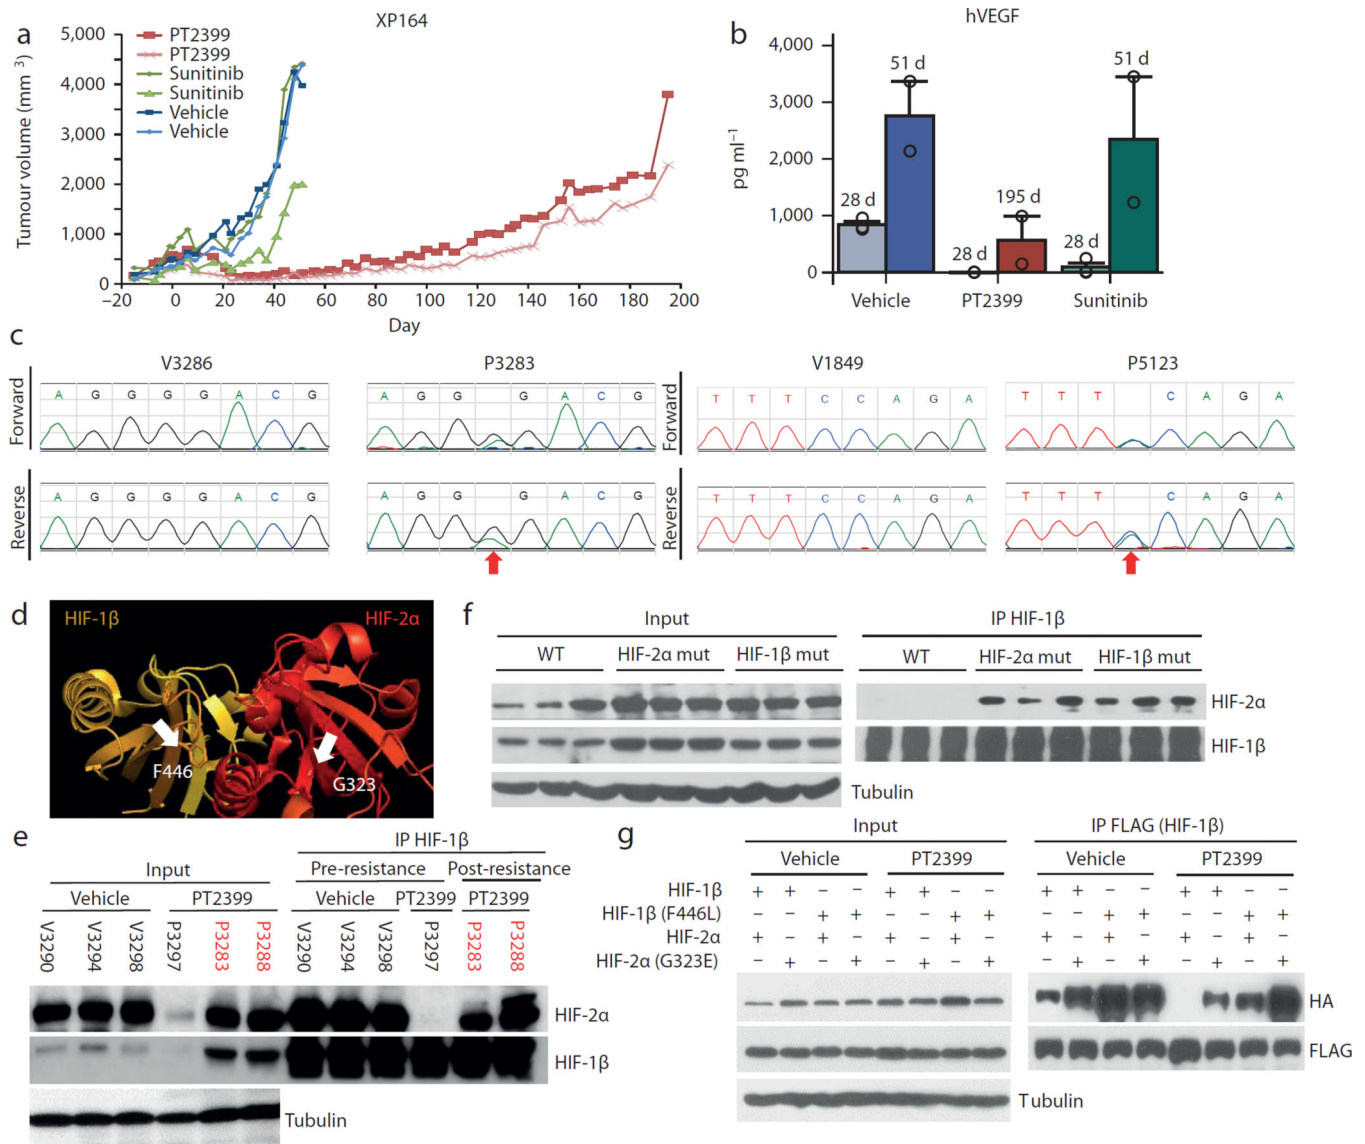 a
XP164
5,000
4,000
3,000
2,000
1,000
0
Tumour volume (mm 3)
PT2399
PT2399
Sunitinib
Sunitinib
Vehicle
Vehicle
–20 0 20 40 60 80 100 120 140 160 180 200
Day
b
hVEGF
4,000
3,000
2,000
1,000
0
pg ml–1
28 d 51 d
28 d 195 d
28 d 51 d
Vehicle PT2399 Sunitinib
c
V3286 P3283 V1849 P5123
Forward
A G G G G A C G
A G G G A C G
Forward
T T T C C A G A
T T T C A G A
Reverse
A G G G G A C G
A G G G A C G
Reverse
T T T C C A G A
T T T C A G A
d
HIF-1β HIF-2α
F446
G323
e
IP HIF-1β
Input Pre-resistance Post-resistance
Vehicle PT2399 Vehicle PT2399 PT2399
V3290 V3294 V3298 P3297 P3283 P3288 V3290 V3294 V3298 P3297 P3283 P3288
HIF-2α
HIF-1β
Tubulin
f
Input IP HIF-1β
WT HIF-2α mut HIF-1β mut WT HIF-2α mut HIF-1β mut
HIF-2α
HIF-1β
Tubulin
g
Input IP FLAG (HIF-1β)
Vehicle PT2399 Vehicle PT2399
HIF-1β + + – – + + – – + + – – + + – –
HIF-1β (F446L) – – + + – – + + – – + + – – + +
HIF-2α + – + – + – + – + – + – + – + –
HIF-2α (G323E) – + – + – + – + – + – + – + – +
HA
FLAG
Tubulin